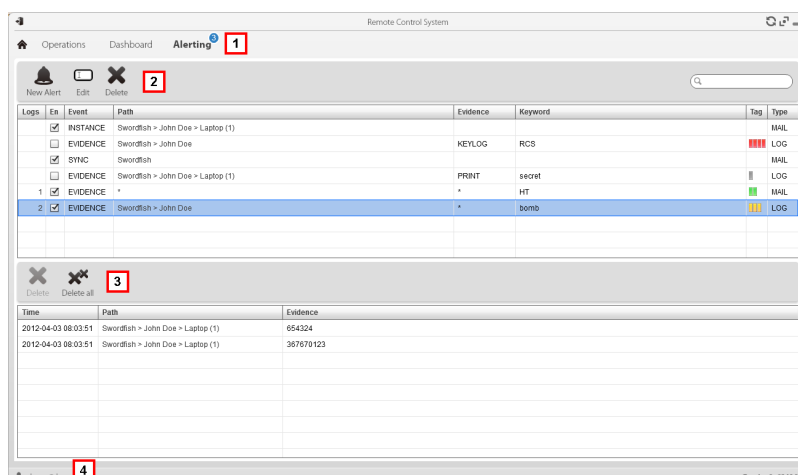 Remote Control System
Operations Dashboard Alerting 3 1
New Alert Edit Delete 2
Logs En Event Path Evidence Keyword Tag Type
INSTANCE Swordfish > John Doe > Laptop (1) MAIL
EVIDENCE Swordfish > John Doe KEYLOG RCS LOG
SYNC Swordfish MAIL
EVIDENCE Swordfish > John Doe > Laptop (1) PRINT secret LOG
1 EVIDENCE * * HT MAIL
2 EVIDENCE Swordfish > John Doe * bomb LOG
Delete Delete all 3
Time Path Evidence
2012-04-03 08:03:51 Swordfish > John Doe > Laptop (1) 654324
2012-04-03 08:03:51 Swordfish > John Doe > Laptop (1) 367670123
4